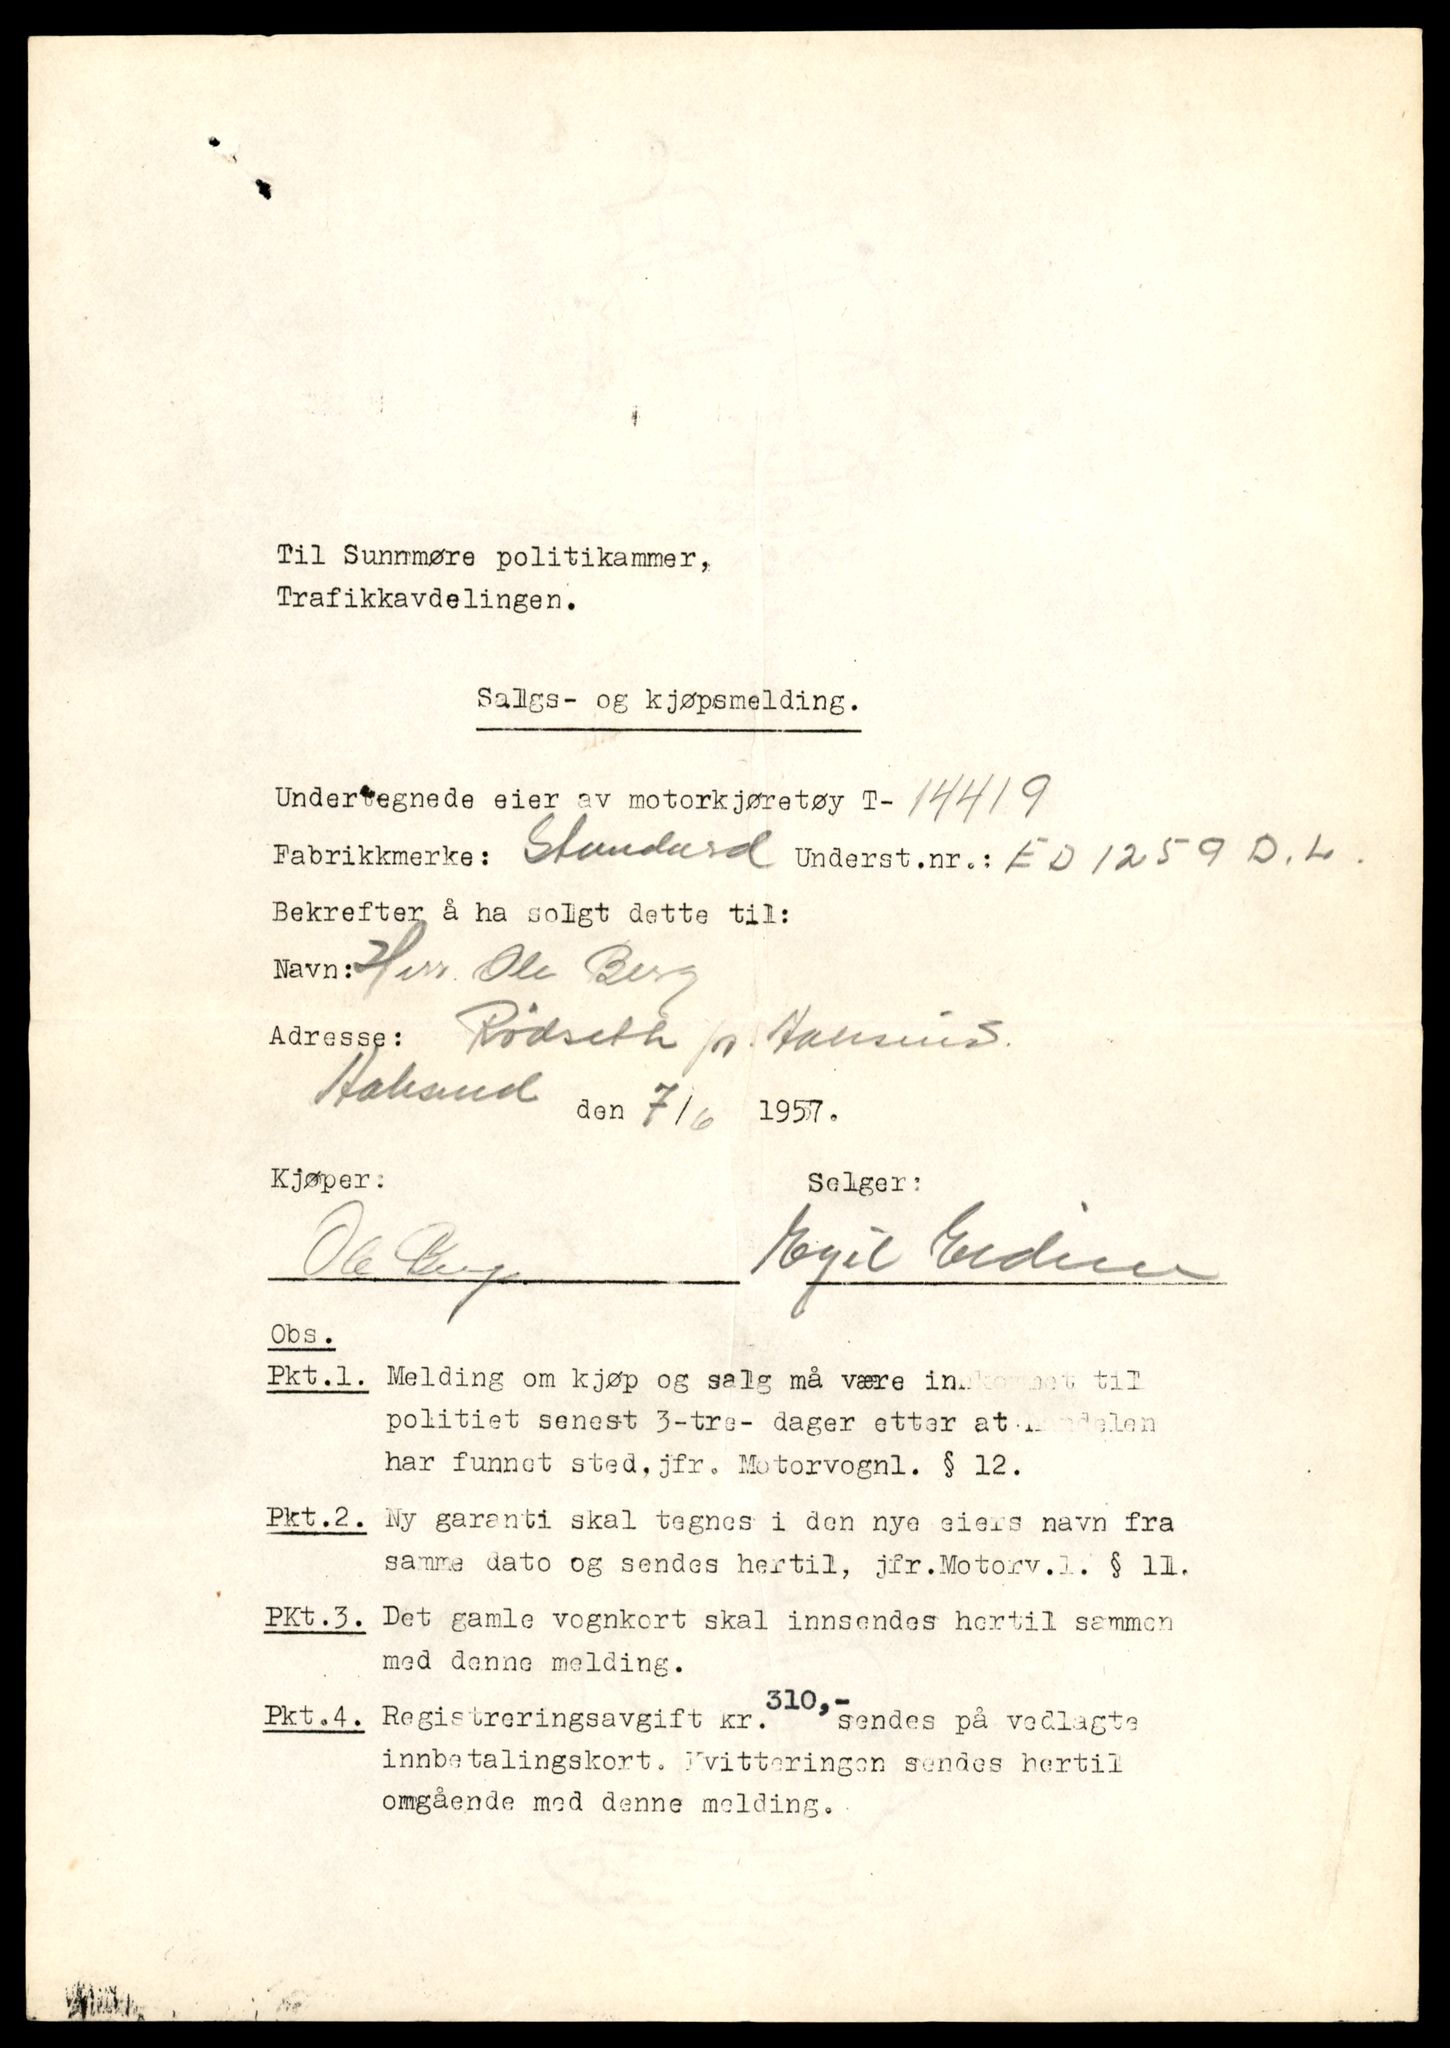 Til Sunnmøre politikammer,
Trafikkavdelingen.
Salgs- og kjøpsmelding.
Undertegnede eier av motorkjøretøy T- 14419
Fabrikkmerke: Standard Underst.nr.: ED1259 D.L.
Bekrefter å ha solgt dette til:
Navn: Herr Ole Berg
Adresse: Rødseth pr.
den 7/6 1957.
Kjøper: Selger:
Ole Berg Egil
Obs.
Pkt.1. Melding om kjøp og salg må være innkommet til
politiet senest 3-tre- dager etter at handelen
har funnet sted, jfr. Motorvognl. § 12.
Pkt.2. Ny garanti skal tegnes i den nye eiers navn fra
samme dato og sendes hertil, jfr.Motorv.l. § 11.
PKt.3. Det gamle vognkort skal innsendes hertil sammen
med denne melding.
Pkt.4. Registreringsavgift kr. 310,- sendes på vedlagte
innbetalingskort. Kvitteringen sendes hertil
omgående med denne melding.